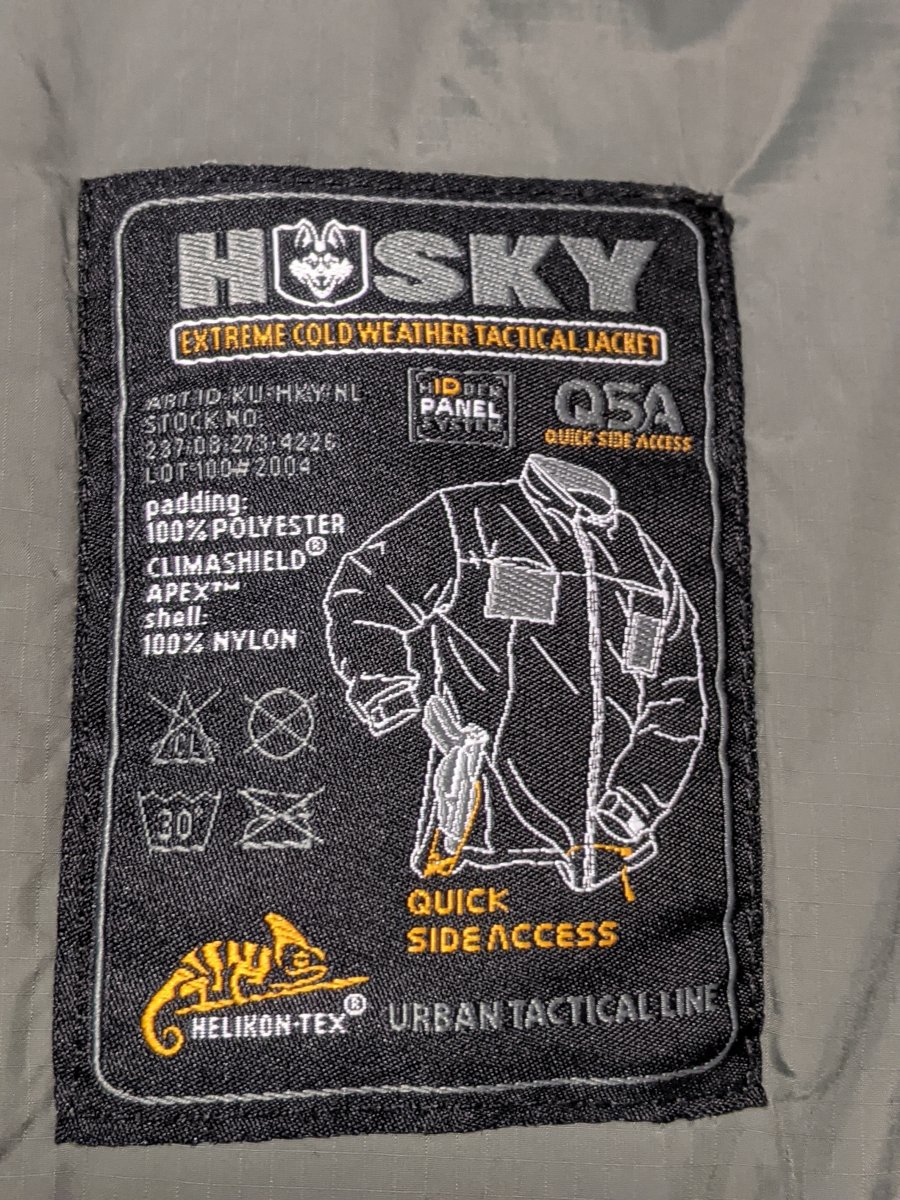 HUSKY
EXTREME COLD WEATHER TACTICAL JACKET
ART.ID. KU-HKY-NL
STOCK NO
237-08-273-4226
LOT 100#2004
HIDDEN
PANEL
SYSTEM
QSA
QUICK SIDE ACCESS
padding:
100% POLYESTER
CLIMASHIELD®
APEX™
shell:
100% NYLON
CL
30°
QUICK
SIDE ACCESS
HELIKON-TEX®
URBAN TACTICAL LINE